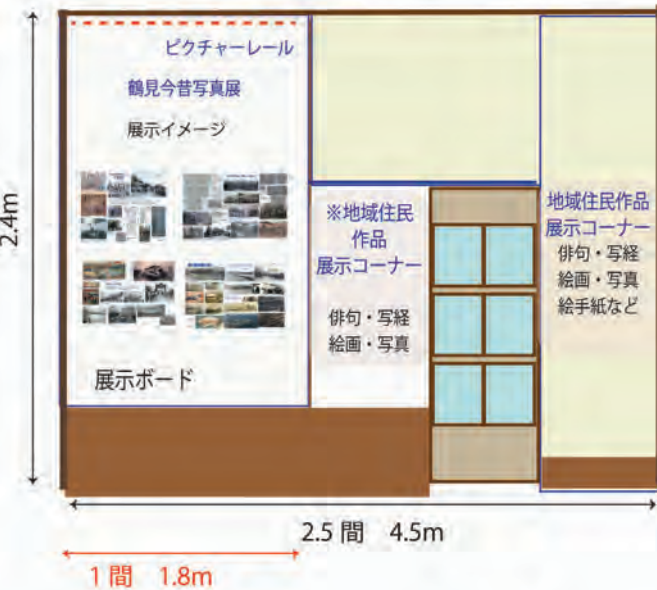 ピクチャーレール
鶴見今昔写真展
展示イメージ
展示ボード
※地域住民
作品
展示コーナー
俳句・写経
絵画・写真
地域住民作品
展示コーナー
俳句・写経
絵画・写真
絵手紙など
2.4m
2.5 間 4.5m
1 間 1.8m